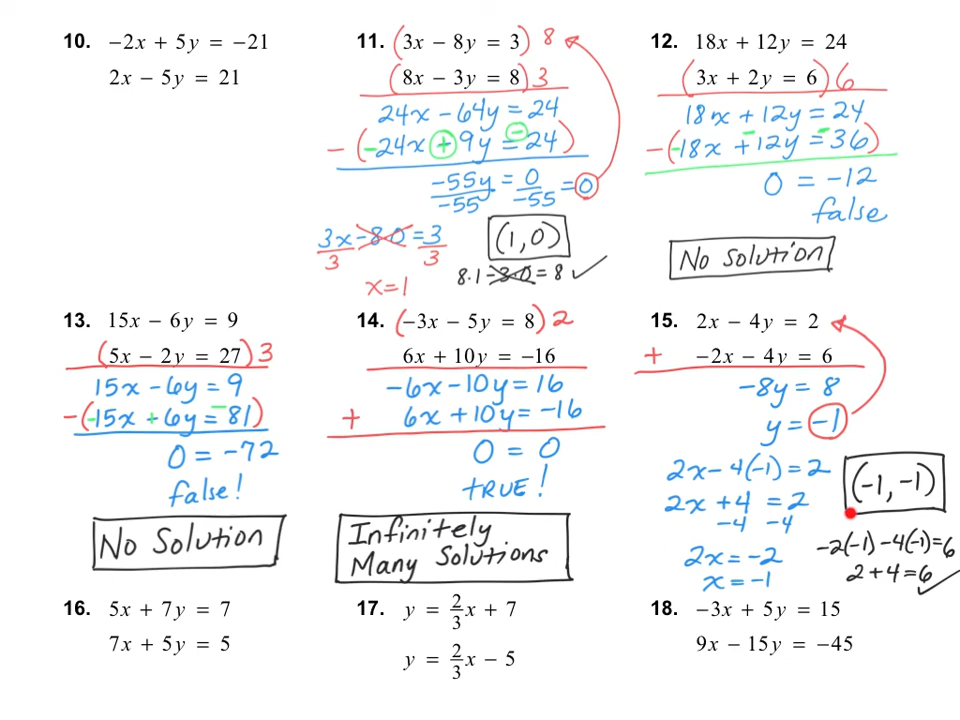 10. −2x + 5y = −21
2x − 5y = 21
11. (3x − 8y = 3) 8
(8x − 3y = 8) 3
24x − 64y = 24
− (−24x + 9y = − 24)
−55y = 0 = 0
−55 −55
3x − 8·0 = 3
3 3
x = 1
(1, 0)
8·1 − 3·0 = 8 ✓
12. 18x + 12y = 24
(3x + 2y = 6) 6
18x + 12y = 24
− (−18x + − 12y = − 36)
0 = −12
false
No Solution
13. 15x − 6y = 9
(5x − 2y = 27) 3
15x − 6y = 9
− (−15x + 6y = − 81)
0 = −72
false!
No Solution
14. (−3x − 5y = 8) 2
6x + 10y = −16
−6x − 10y = 16
+ 6x + 10y = −16
0 = 0
TRUE!
Infinitely
Many Solutions
15. 2x − 4y = 2
+ −2x − 4y = 6
−8y = 8
y = −1
2x − 4(−1) = 2
2x + 4 = 2
−4 −4
2x = −2
x = −1
(−1, −1)
−2(−1) − 4(−1) = 6
2 + 4 = 6 ✓
16. 5x + 7y = 7
7x + 5y = 5
17. y = 2/3 x + 7
y = 2/3 x − 5
18. −3x + 5y = 15
9x − 15y = −45